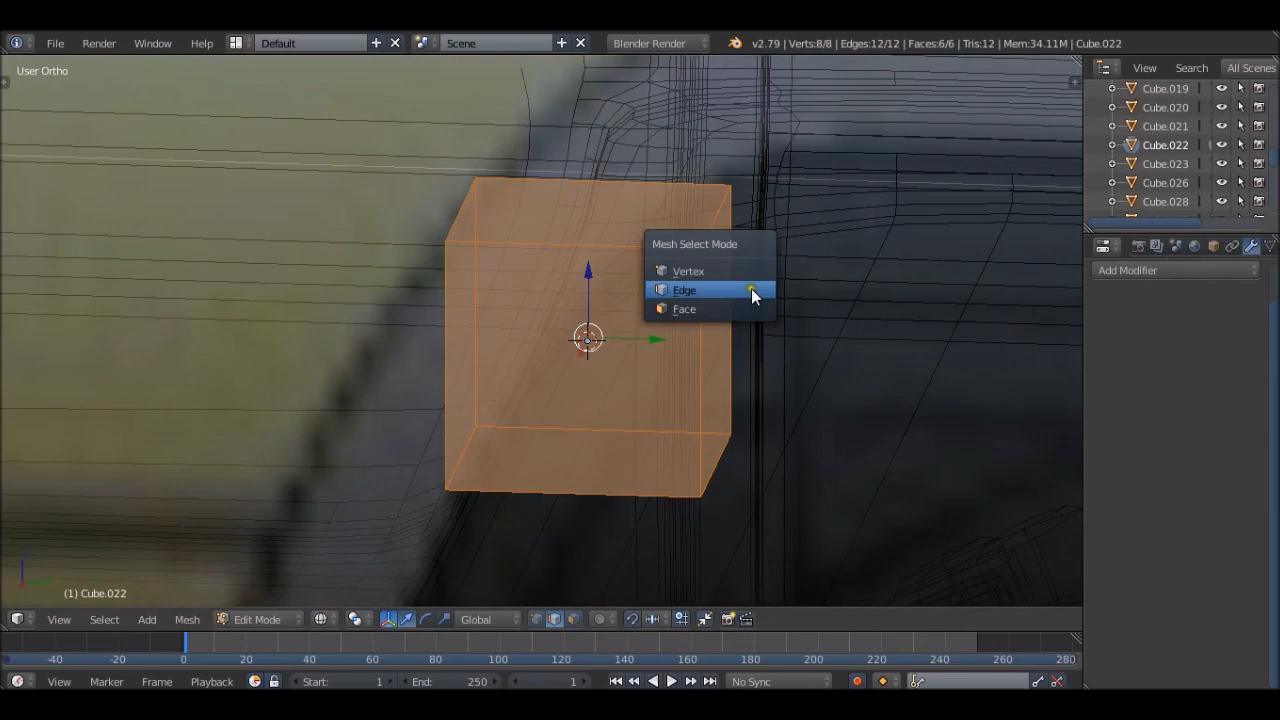 File Render Window Help Default Scene Blender Render v2.79 | Verts:8/8 | Edges:12/12 | Faces:6/6 | Tris:12 | Mem:34.11M | Cube.022
User Ortho
View Search All Scenes
Cube.019
Cube.020
Cube.021
Cube.022
Cube.023
Cube.026
Cube.028
Mesh Select Mode
Vertex
Edge
Face
Add Modifier
(1) Cube.022
View Select Add Mesh Edit Mode Global
-40 -20 0 20 40 60 80 100 120 140 160 180 200 220 240 260 280
View Marker Frame Playback Start: 1 End: 250 1 No Sync